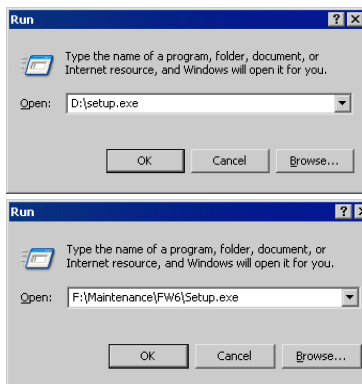 Run
Type the name of a program, folder, document, or
Internet resource, and Windows will open it for you.
Open: D:\setup.exe
OK Cancel Browse...
Run
Type the name of a program, folder, document, or
Internet resource, and Windows will open it for you.
Open: F:\Maintenance\FW6\Setup.exe
OK Cancel Browse...